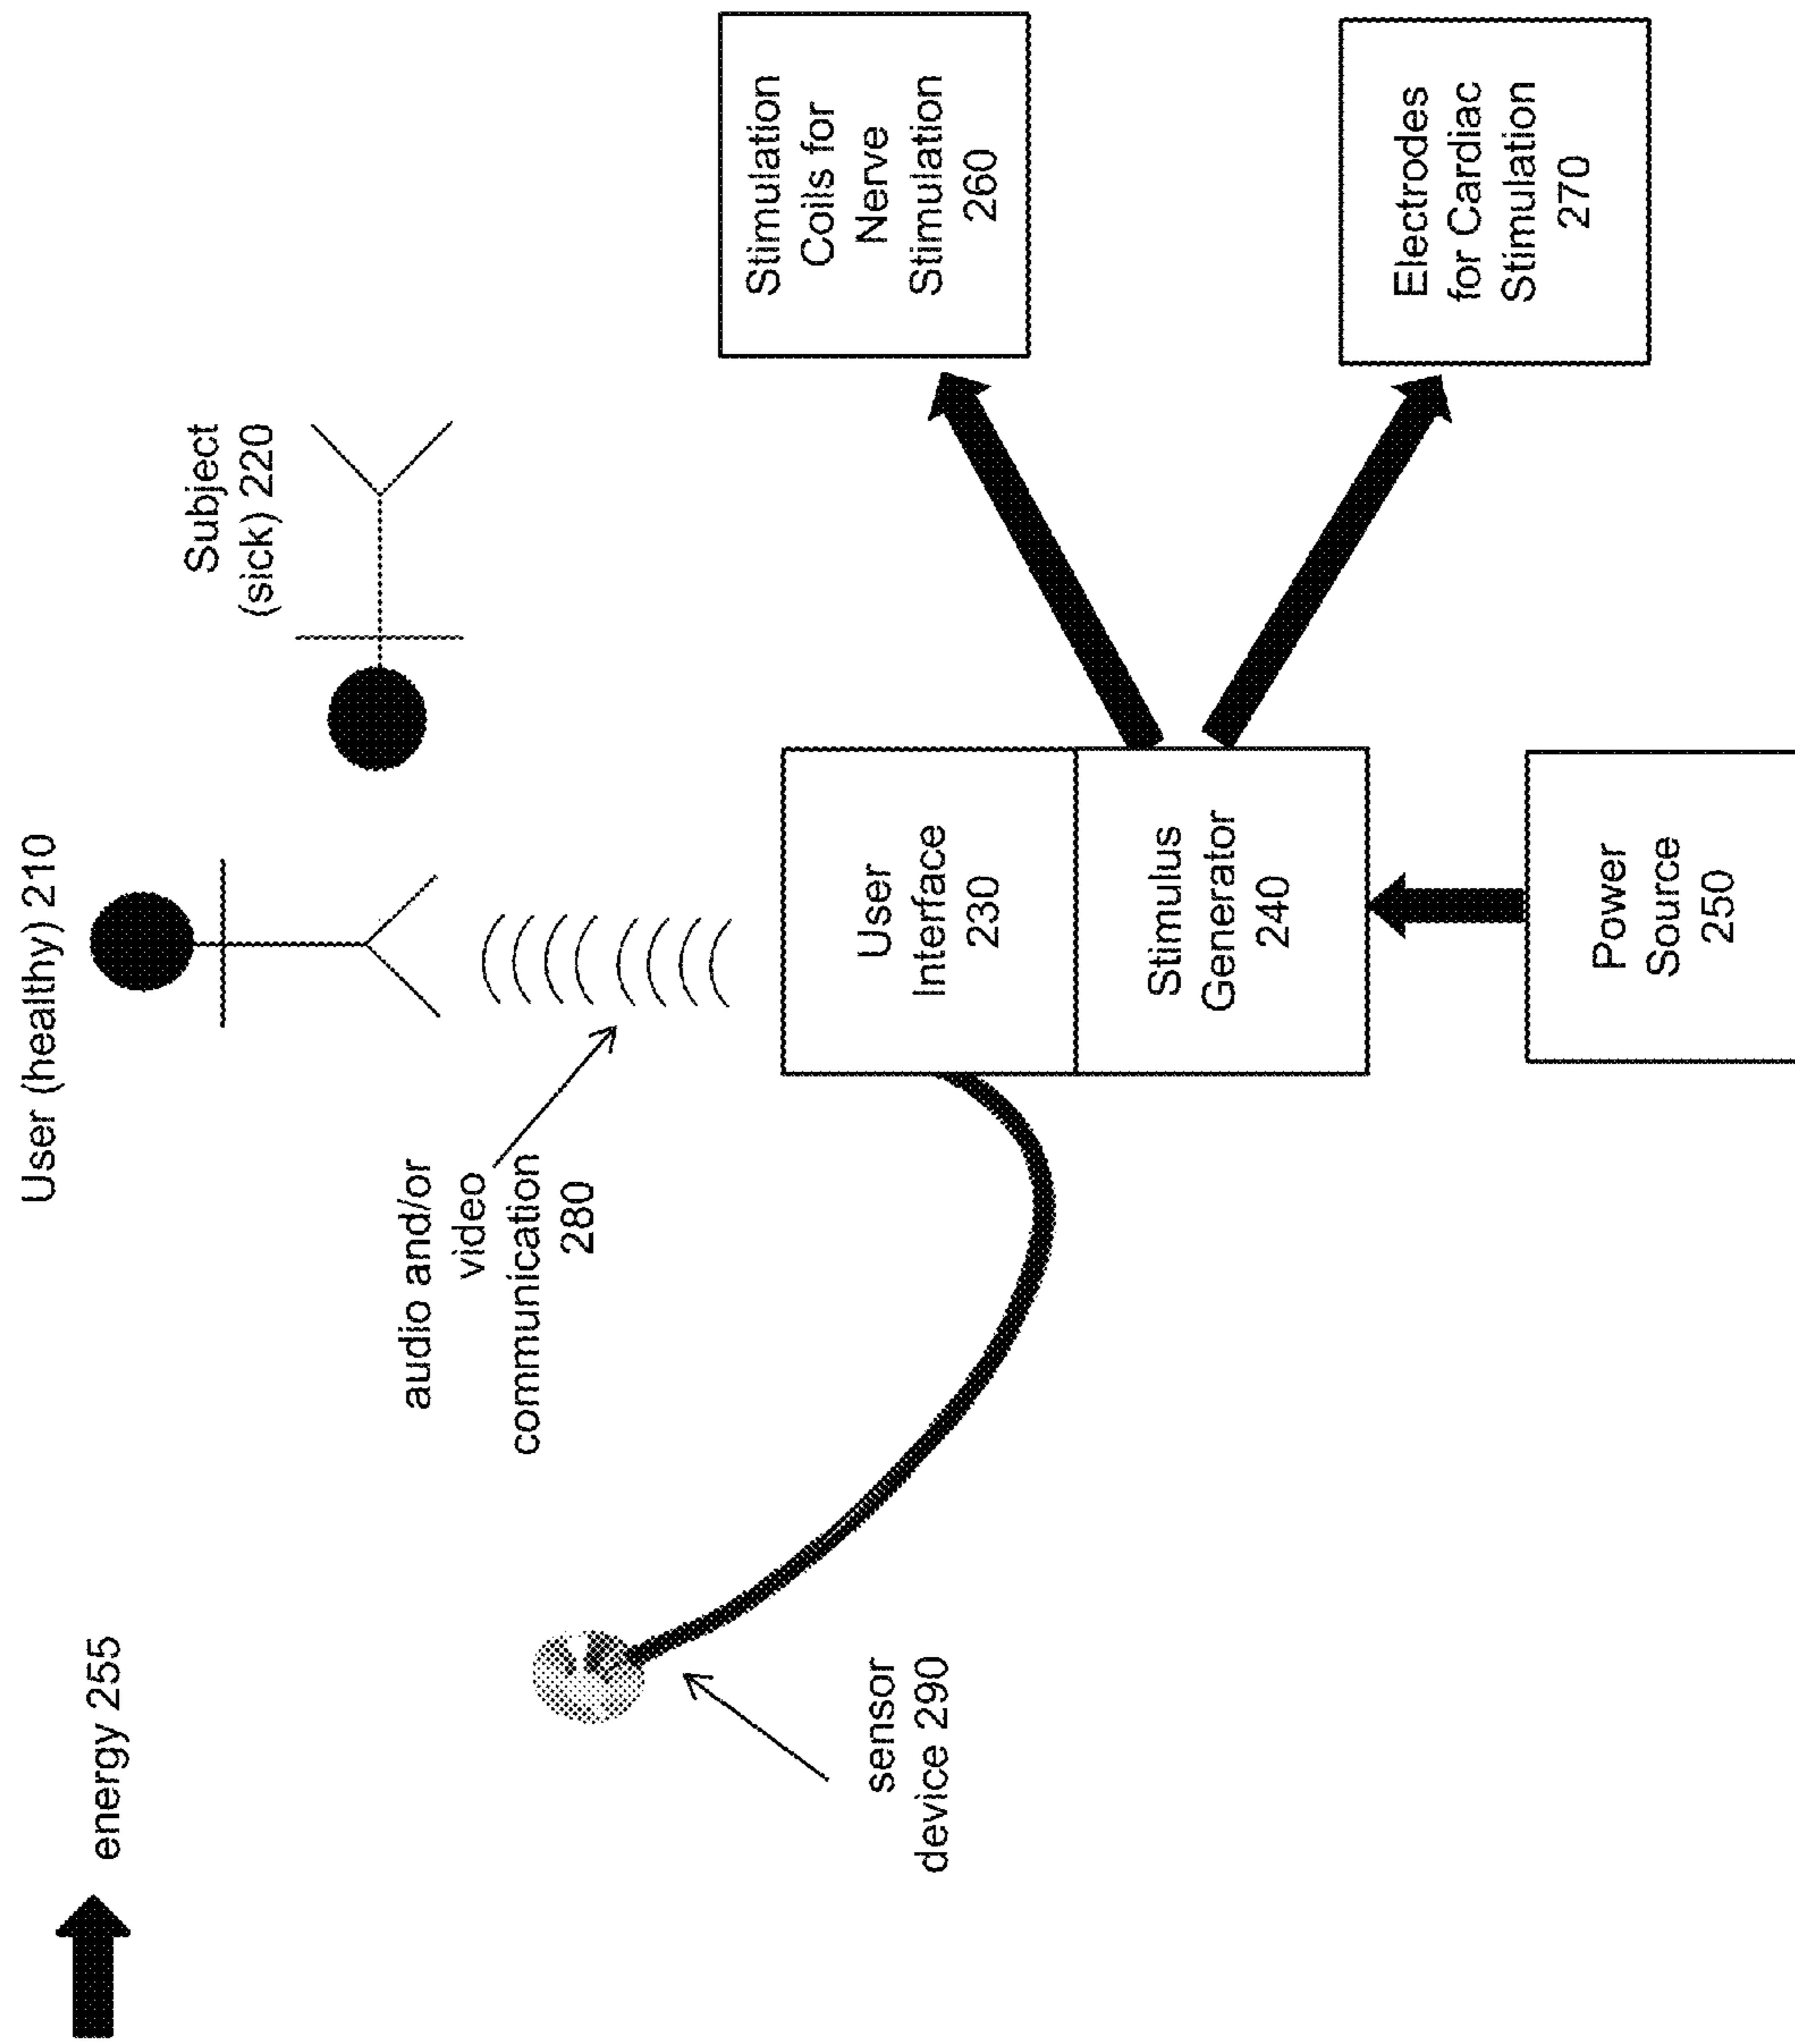 energy 255
User (healthy) 210
Subject
(sick) 220
audio and/or
video
communication
280
sensor
device 290
User
Interface
230
Stimulus
Generator
240
Power
Source
250
Stimulation
Coils for
Nerve
Stimulation
260
Electrodes
for Cardiac
Stimulation
270